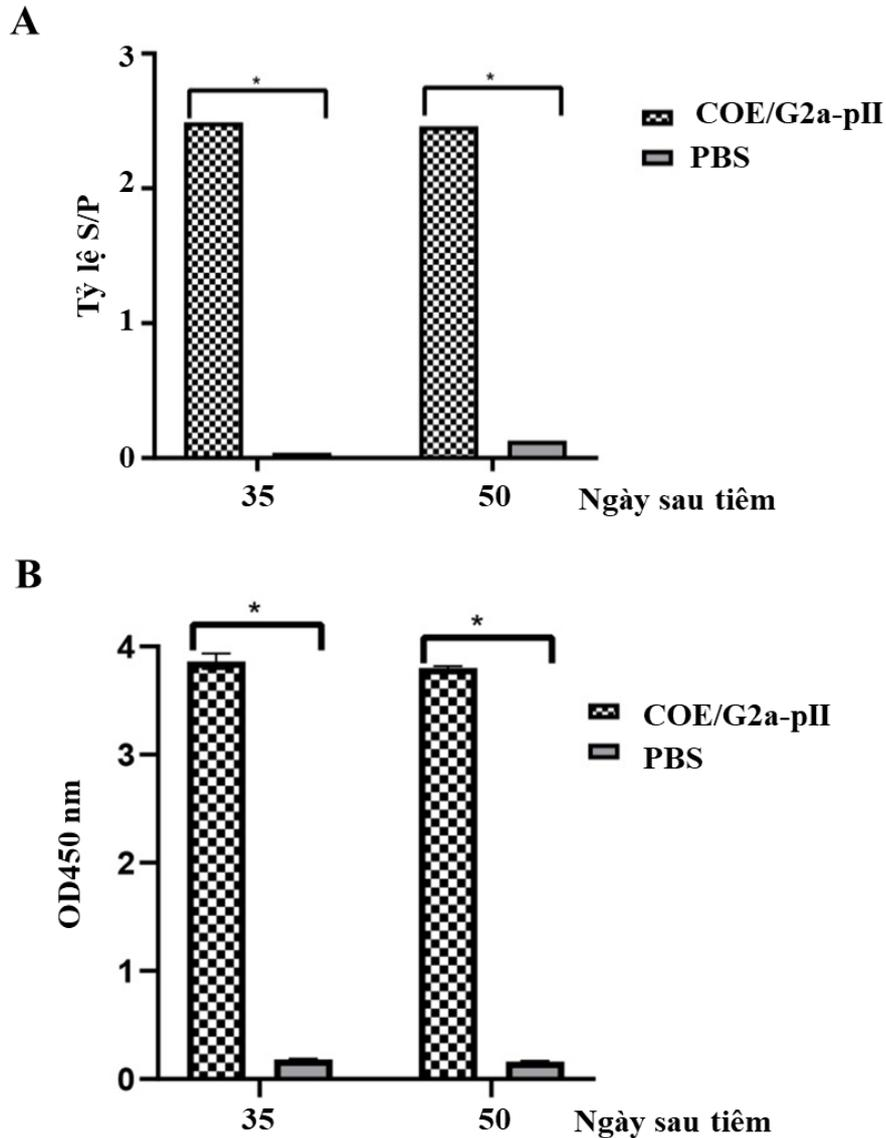 A
3
2
1
0
Tỷ lệ S/P
*
*
COE/G2a-pII
PBS
35
50
Ngày sau tiêm
B
4
3
2
1
0
OD450 nm
*
*
COE/G2a-pII
PBS
35
50
Ngày sau tiêm